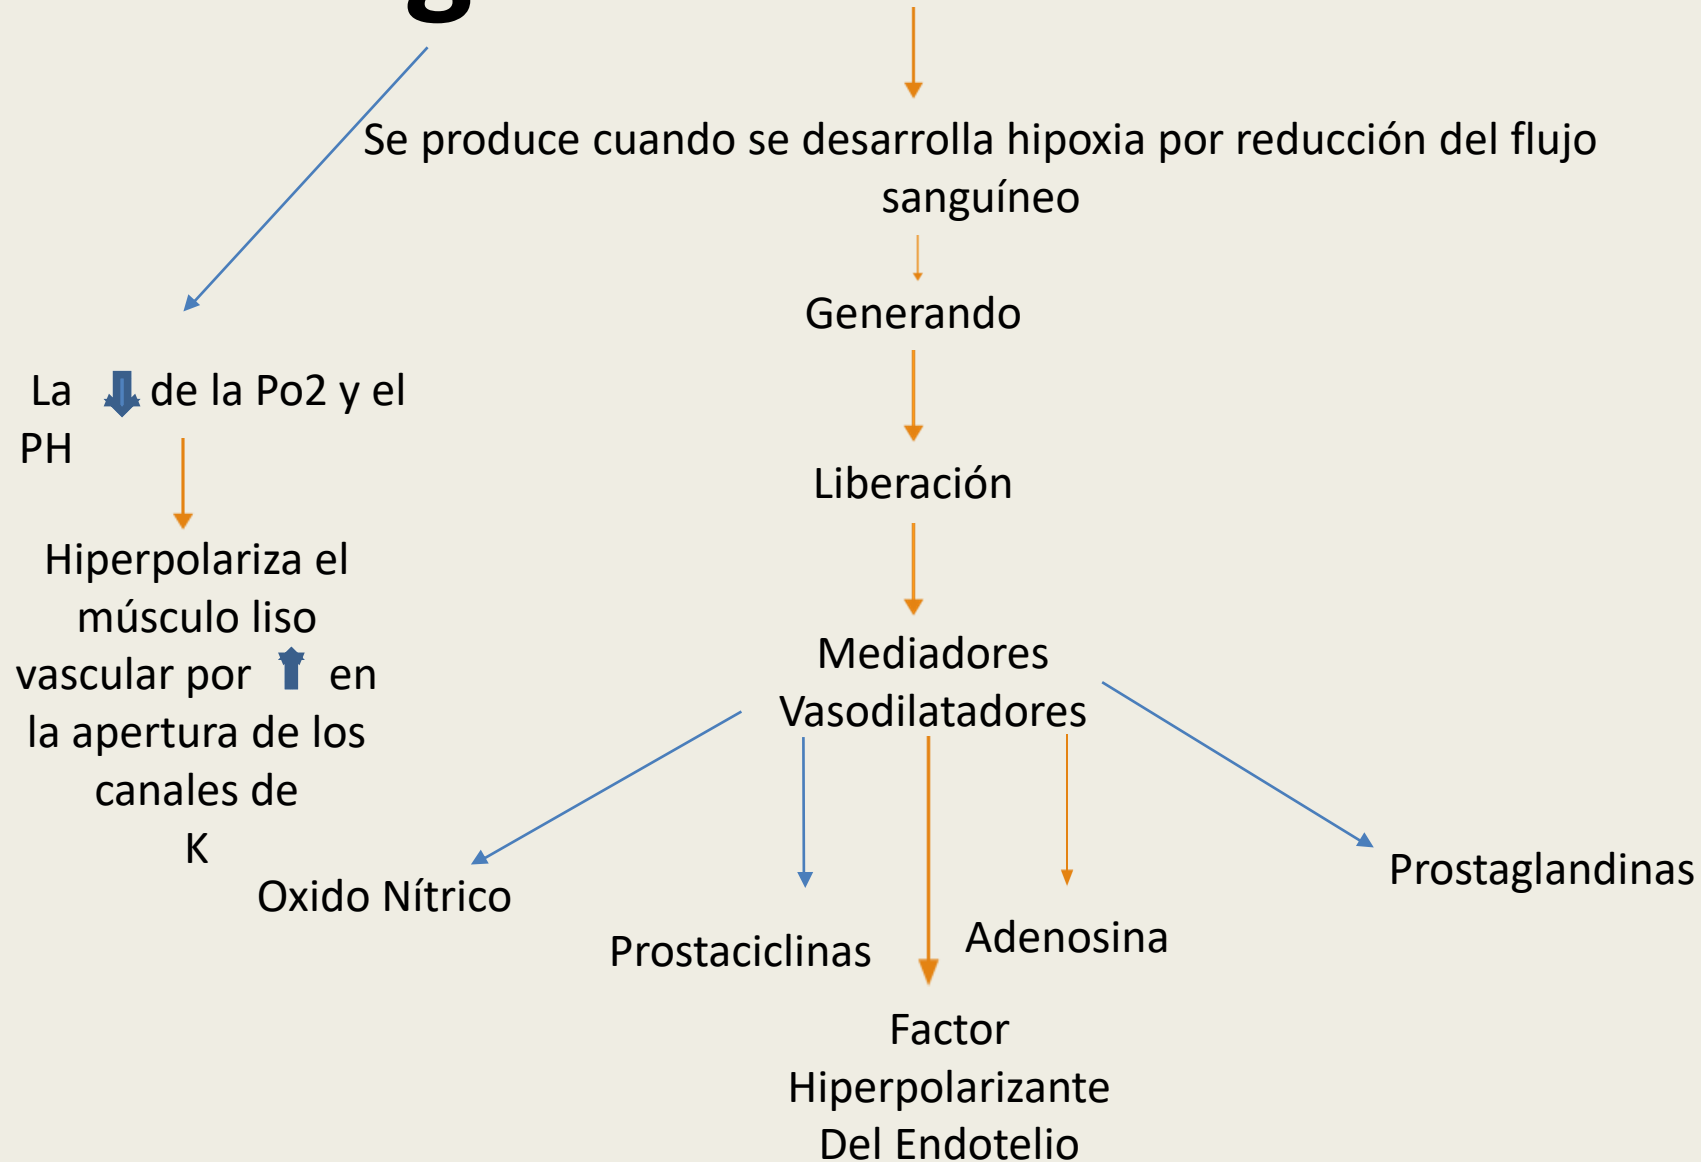 Se produce cuando se desarrolla hipoxia por reducción del flujo
sanguíneo
Generando
La de la Po2 y el
PH
Liberación
Hiperpolariza el
músculo liso
vascular por en
la apertura de los
canales de
K
Mediadores
Vasodilatadores
Oxido Nítrico
Prostaciclinas
Adenosina
Prostaglandinas
Factor
Hiperpolarizante
Del Endotelio